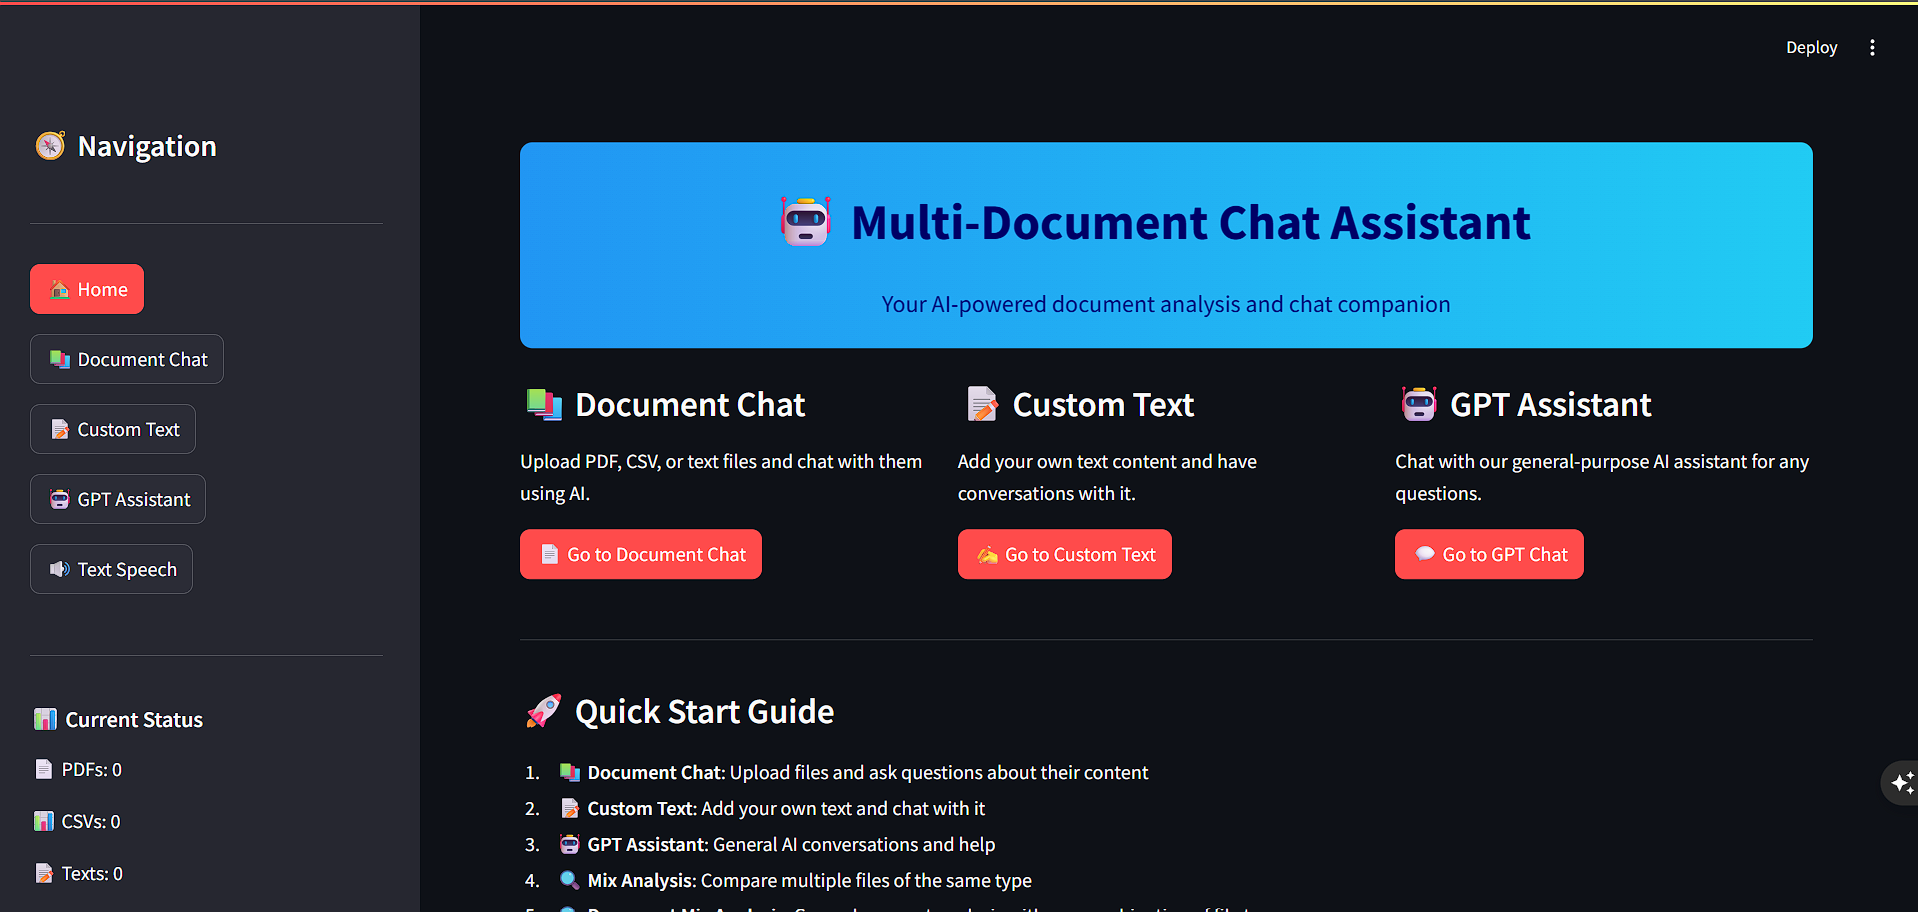 Deploy
Navigation
Home
Document Chat
Custom Text
GPT Assistant
Text Speech
Current Status
PDFs: 0
CSVs: 0
Texts: 0
Multi-Document Chat Assistant
Your AI-powered document analysis and chat companion
Document Chat
Upload PDF, CSV, or text files and chat with them
using AI.
Go to Document Chat
Custom Text
Add your own text content and have
conversations with it.
Go to Custom Text
GPT Assistant
Chat with our general-purpose AI assistant for any
questions.
Go to GPT Chat
Quick Start Guide
1. Document Chat: Upload files and ask questions about their content
2. Custom Text: Add your own text and chat with it
3. GPT Assistant: General AI conversations and help
4. Mix Analysis: Compare multiple files of the same type